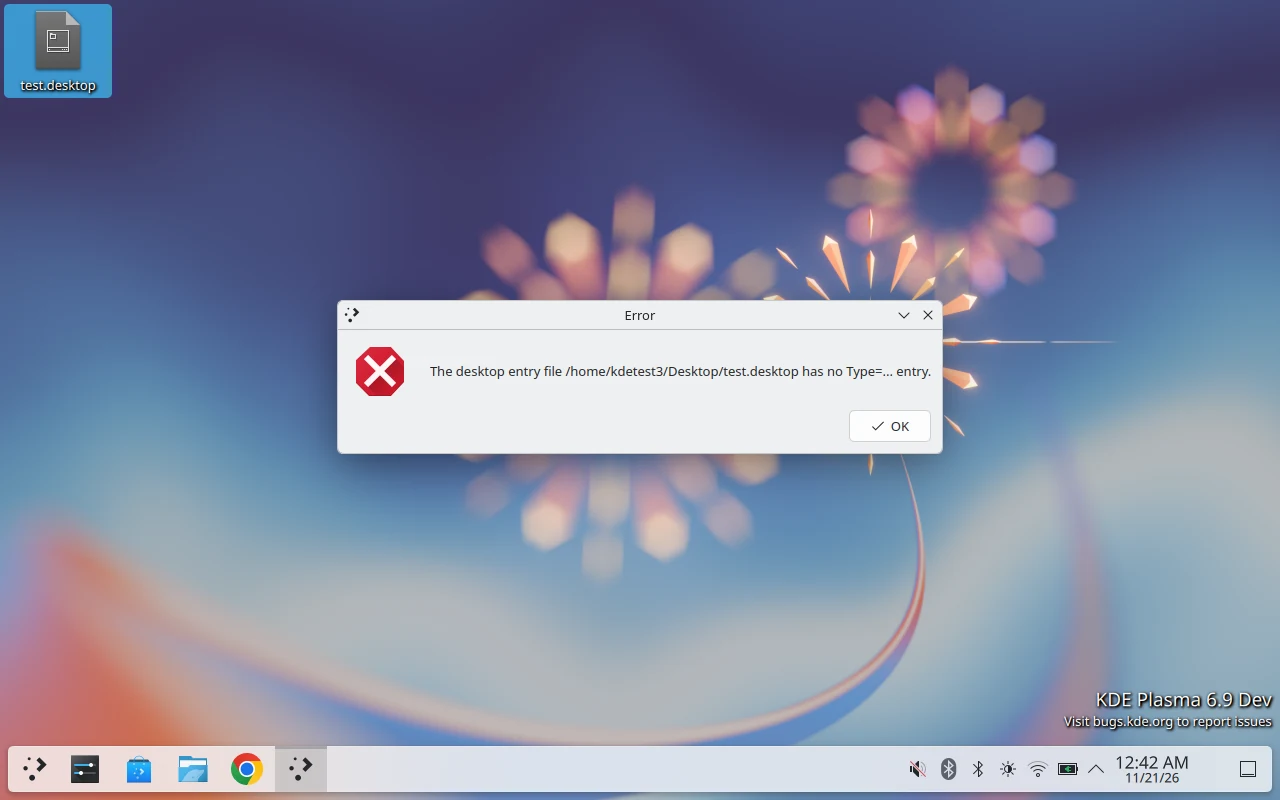 test.desktop
Error
The desktop entry file /home/kdetest3/Desktop/test.desktop has no Type=... entry.
OK
KDE Plasma 6.9 Dev
Visit bugs.kde.org to report issues
12:42 AM
11/21/26